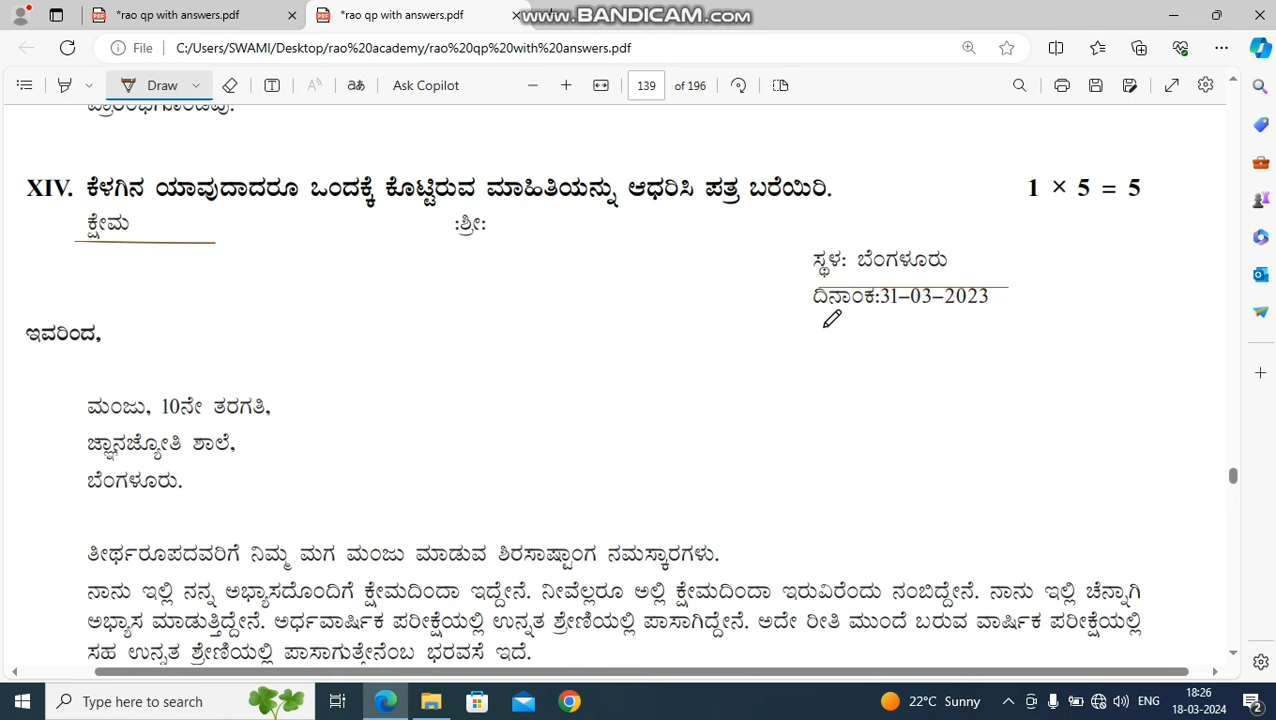 *rao qp with answers.pdf
*rao qp with answers.pdf
www.BANDICAM.com
File
C:/Users/SWAMI/Desktop/rao%20academy/rao%20qp%20with%20answers.pdf
Draw
Ask Copilot
139 of 196
XIV. ಕೆಳಗಿನ ಯಾವುದಾದರೂ ಒಂದಕ್ಕೆ ಕೊಟ್ಟಿರುವ ಮಾಹಿತಿಯನ್ನು ಆಧರಿಸಿ ಪತ್ರ ಬರೆಯಿರಿ. 1 × 5 = 5
ಕ್ಷೇಮ :ಶ್ರೀ:
ಸ್ಥಳ: ಬೆಂಗಳೂರು
ದಿನಾಂಕ:31-03-2023
ಇವರಿಂದ,
ಮಂಜು, 10ನೇ ತರಗತಿ,
ಜ್ಞಾನಜ್ಯೋತಿ ಶಾಲೆ,
ಬೆಂಗಳೂರು.
ತೀರ್ಥರೂಪದವರಿಗೆ ನಿಮ್ಮ ಮಗ ಮಂಜು ಮಾಡುವ ಶಿರಸಾಷ್ಟಾಂಗ ನಮಸ್ಕಾರಗಳು.
ನಾನು ಇಲ್ಲಿ ನನ್ನ ಅಭ್ಯಾಸದೊಂದಿಗೆ ಕ್ಷೇಮದಿಂದಾ ಇದ್ದೇನೆ. ನೀವೆಲ್ಲರೂ ಅಲ್ಲಿ ಕ್ಷೇಮದಿಂದಾ ಇರುವಿರೆಂದು ನಂಬಿದ್ದೇನೆ. ನಾನು ಇಲ್ಲಿ ಚೆನ್ನಾಗಿ
ಅಭ್ಯಾಸ ಮಾಡುತ್ತಿದ್ದೇನೆ. ಅರ್ಧವಾರ್ಷಿಕ ಪರೀಕ್ಷೆಯಲ್ಲಿ ಉನ್ನತ ಶ್ರೇಣಿಯಲ್ಲಿ ಪಾಸಾಗಿದ್ದೇನೆ. ಅದೇ ರೀತಿ ಮುಂದೆ ಬರುವ ವಾರ್ಷಿಕ ಪರೀಕ್ಷೆಯಲ್ಲಿ
ಸಹ ಉನ್ನತ ಶ್ರೇಣಿಯಲ್ಲಿ ಪಾಸಾಗುತ್ತೇನೆಂಬ ಭರವಸೆ ಇದೆ.
Type here to search
22°C Sunny
ENG
18:26
18-03-2024